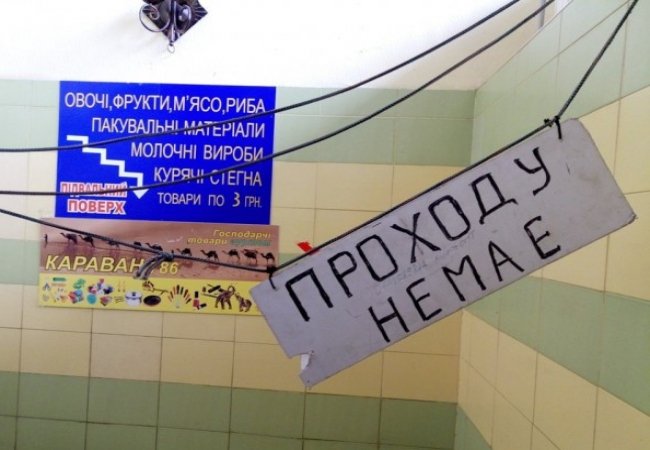 ОВОЧІ,ФРУКТИ,М'ЯСО,РИБА
ПАКУВАЛЬНІ МАТЕРІАЛИ
МОЛОЧНІ ВИРОБИ
КУРЯЧІ СТЕГНА
ТОВАРИ ПО 3 ГРН.
ПІДВАЛЬНИЙ
ПОВЕРХ
Господарчі
товари
КАРАВАН 86
ПРОХОДУ
НЕМАЄ